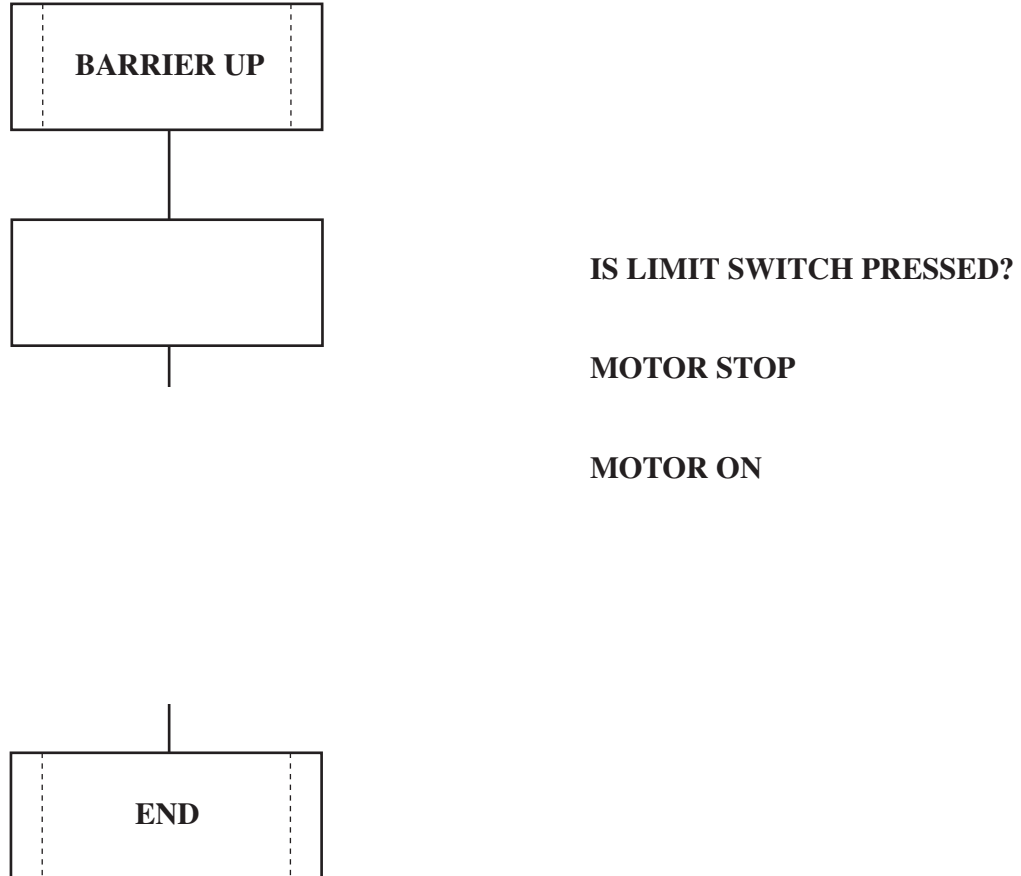 BARRIER UP
IS LIMIT SWITCH PRESSED?
MOTOR STOP
MOTOR ON
END